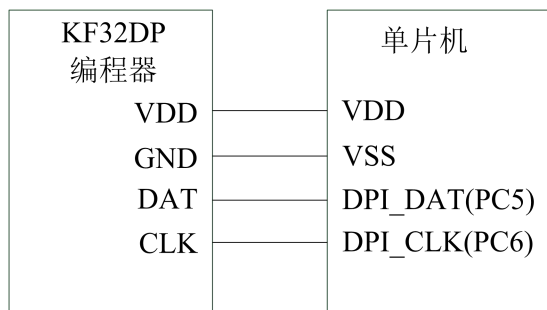 KF32DP
编程器
VDD
GND
DAT
CLK
单片机
VDD
VSS
DPI_DAT(PC5)
DPI_CLK(PC6)